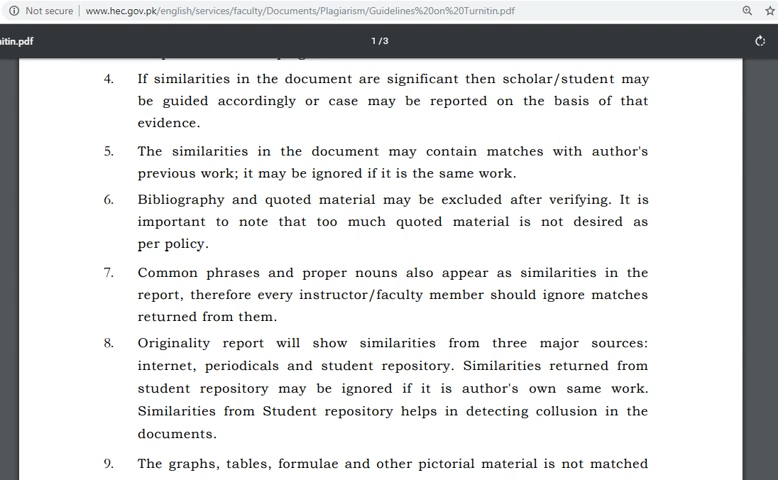 Not secure | www.hec.gov.pk/english/services/faculty/Documents/Plagiarism/Guidelines%20on%20Turnitin.pdf
itin.pdf 1 / 3
4. If similarities in the document are significant then scholar/student may
be guided accordingly or case may be reported on the basis of that
evidence.
5. The similarities in the document may contain matches with author's
previous work; it may be ignored if it is the same work.
6. Bibliography and quoted material may be excluded after verifying. It is
important to note that too much quoted material is not desired as
per policy.
7. Common phrases and proper nouns also appear as similarities in the
report, therefore every instructor/faculty member should ignore matches
returned from them.
8. Originality report will show similarities from three major sources:
internet, periodicals and student repository. Similarities returned from
student repository may be ignored if it is author's own same work.
Similarities from Student repository helps in detecting collusion in the
documents.
9. The graphs, tables, formulae and other pictorial material is not matched